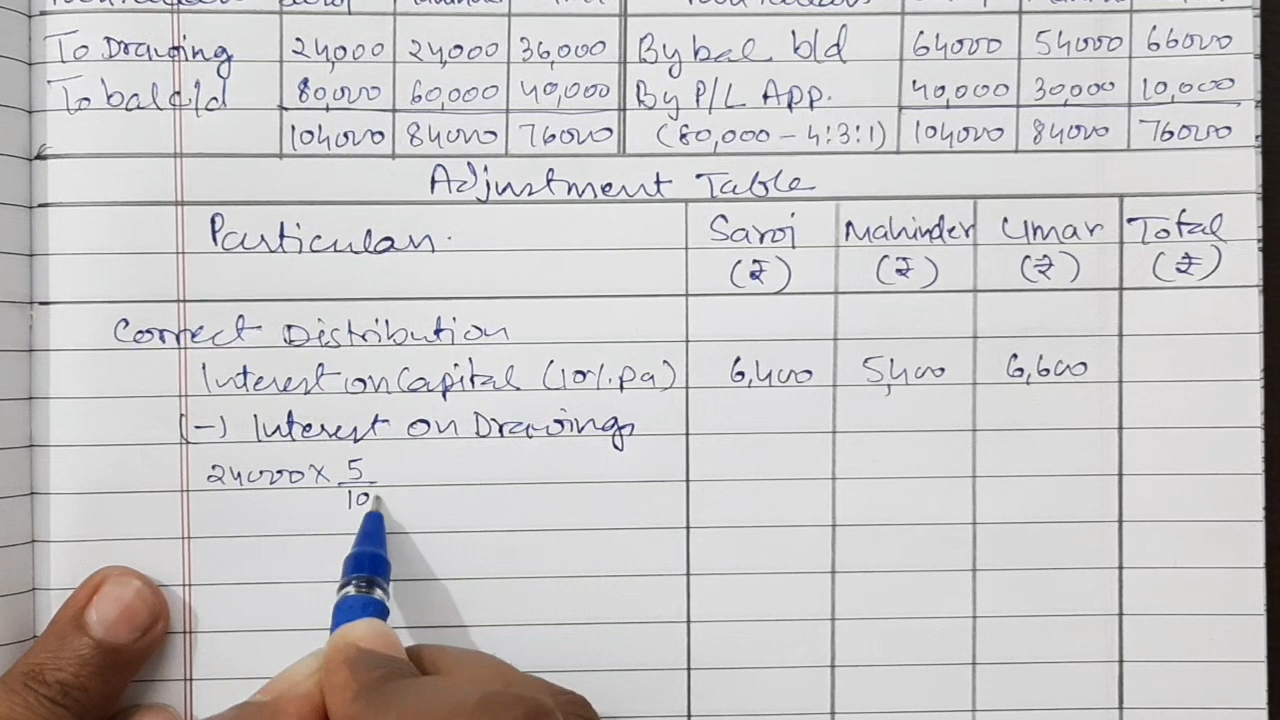 To Drawing 24,000 24,000 36,000 By bal b/d 64000 54000 66000
To bal c/d 80,000 60,000 40,000 By P/L App. 40,000 30,000 10,000
104000 84000 76000 (80,000 - 4:3:1) 104000 84000 76000
Adjustment Table
Particulars. Saroj Mahinder Umar Total
(₹) (₹) (₹) (₹)
Correct Distribution
Interest on Capital (10%.pa) 6,400 5,400 6,600
(-) Interest on Drawings
24000 × 5/10